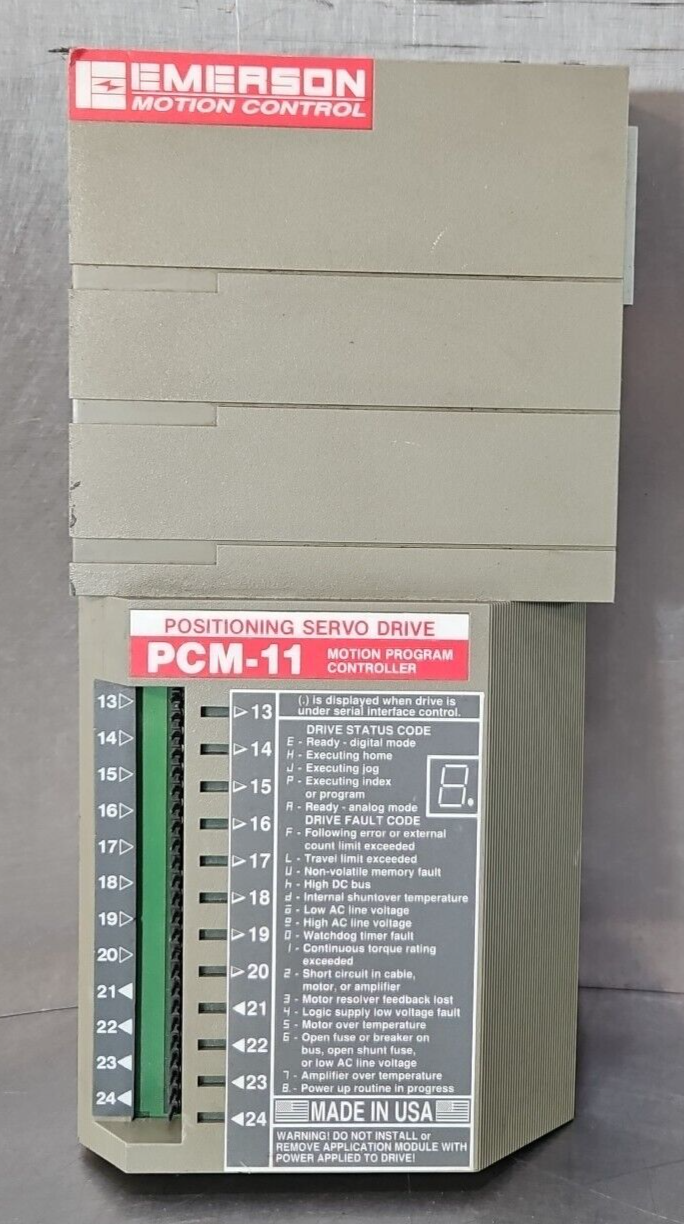 EMERSON
MOTION CONTROL
POSITIONING SERVO DRIVE
PCM-11 MOTION PROGRAM
CONTROLLER
13▷
14▷
15▷
16▷
17▷
18▷
19▷
20▷
21◀
22◀
23◀
24◀
▷13
▷14
▷15
▷16
▷17
▷18
▷19
▷20
◀21
◀22
◀23
◀24
(.) is displayed when drive is
under serial interface control.
DRIVE STATUS CODE
E - Ready - digital mode
H - Executing home
J - Executing jog
P - Executing index
or program
A - Ready - analog mode
8.
DRIVE FAULT CODE
F - Following error or external
count limit exceeded
L - Travel limit exceeded
U - Non-volatile memory fault
h - High DC bus
d - Internal shuntover temperature
- Low AC line voltage
- High AC line voltage
0 - Watchdog timer fault
1 - Continuous torque rating
exceeded
2 - Short circuit in cable,
motor, or amplifier
3 - Motor resolver feedback lost
4 - Logic supply low voltage fault
5 - Motor over temperature
6 - Open fuse or breaker on
bus, open shunt fuse,
or low AC line voltage
7 - Amplifier over temperature
8. - Power up routine in progress
MADE IN USA
WARNING! DO NOT INSTALL or
REMOVE APPLICATION MODULE WITH
POWER APPLIED TO DRIVE!